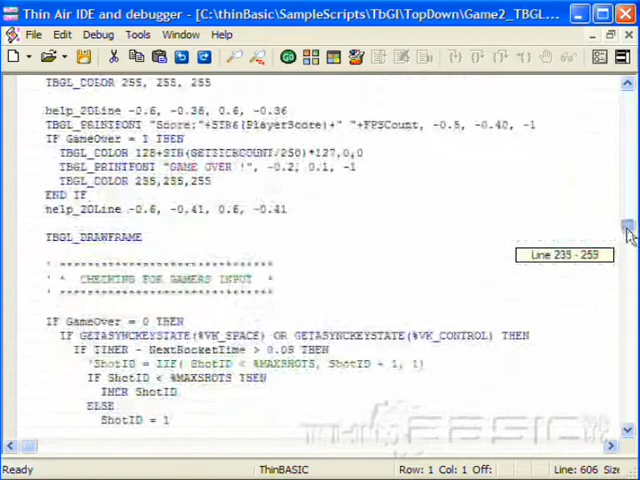 Thin Air IDE and debugger - [C:\thinBasic\SampleScripts\TbGl\TopDown\Game2_TBGL_...
File Edit Debug Tools Window Help
TBGL_COLOR 255, 255, 255
help_2DLine -0.6, -0.36, 0.6, -0.36
TBGL_PRINTFONT "Score:"+STR$(PlayerScore)+" "+FPSCount, -0.5, -0.40, -1
IF GameOver = 1 THEN
TBGL_COLOR 128+SIN(GETTICKCOUNT/250)*127,0,0
TBGL_PRINTFONT "GAME OVER !", -0.2, 0.1, -1
TBGL_COLOR 255,255,255
END IF
help_2DLine -0.6, -0.41, 0.6, -0.41
TBGL_DRAWFRAME
' *****************************
' * CHECKING FOR GAMERS INPUT *
' *****************************
IF GameOver = 0 THEN
IF GETASYNCKEYSTATE(%VK_SPACE) OR GETASYNCKEYSTATE(%VK_CONTROL) THEN
IF TIMER - NextRocketTime > 0.05 THEN
'ShotID = IIF( ShotID < %MAXSHOTS, ShotID + 1, 1)
IF ShotID < %MAXSHOTS THEN
INCR ShotID
ELSE
ShotID = 1
Line 235 - 259
THINBASIC
Ready ThinBASIC Row: 1 Col: 1 Off: Line: 606 Size